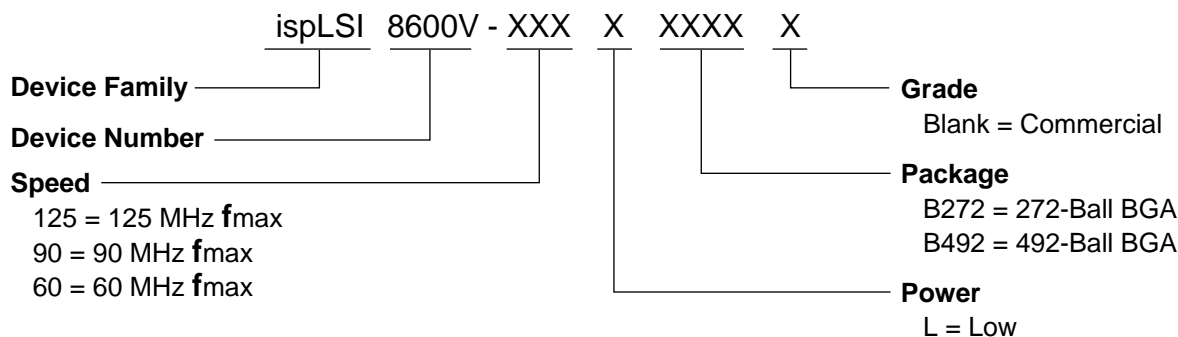 ispLSI 8600V - XXX X XXXX X
Device Family
Device Number
Speed
125 = 125 MHz fmax
90 = 90 MHz fmax
60 = 60 MHz fmax
Grade
Blank = Commercial
Package
B272 = 272-Ball BGA
B492 = 492-Ball BGA
Power
L = Low